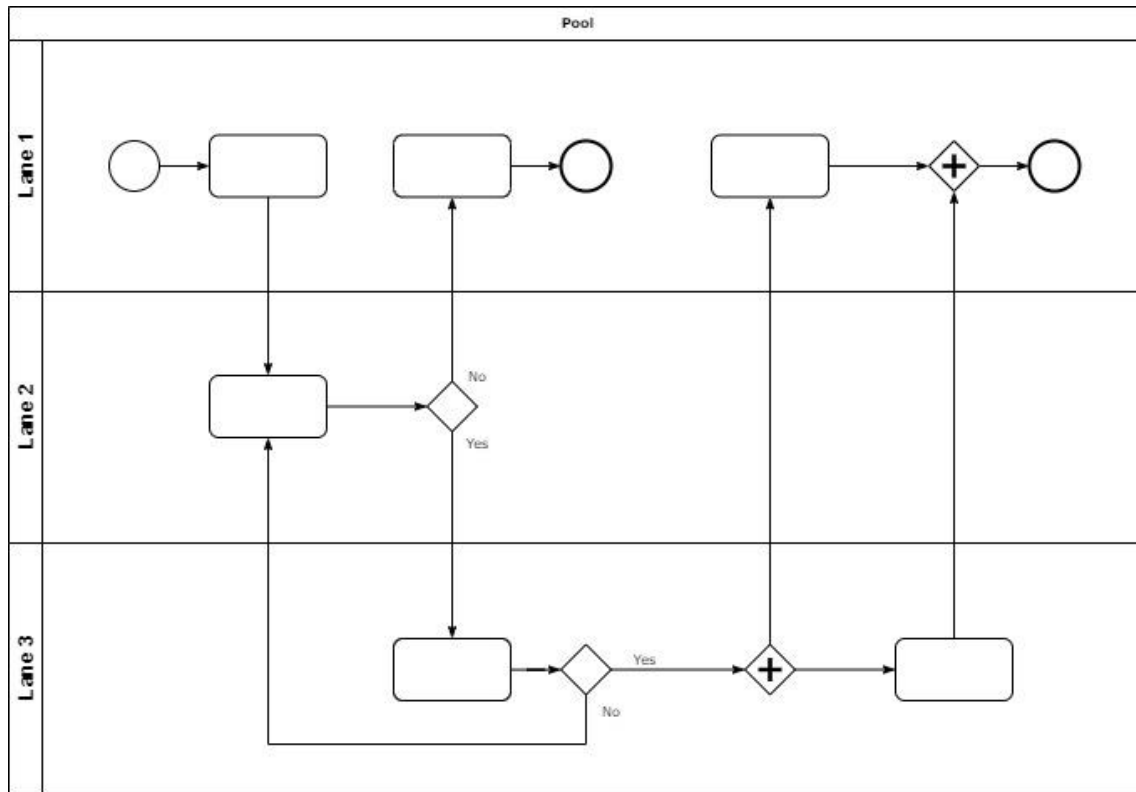 Pool
Lane 1
Lane 2
No
Yes
Lane 3
Yes
No